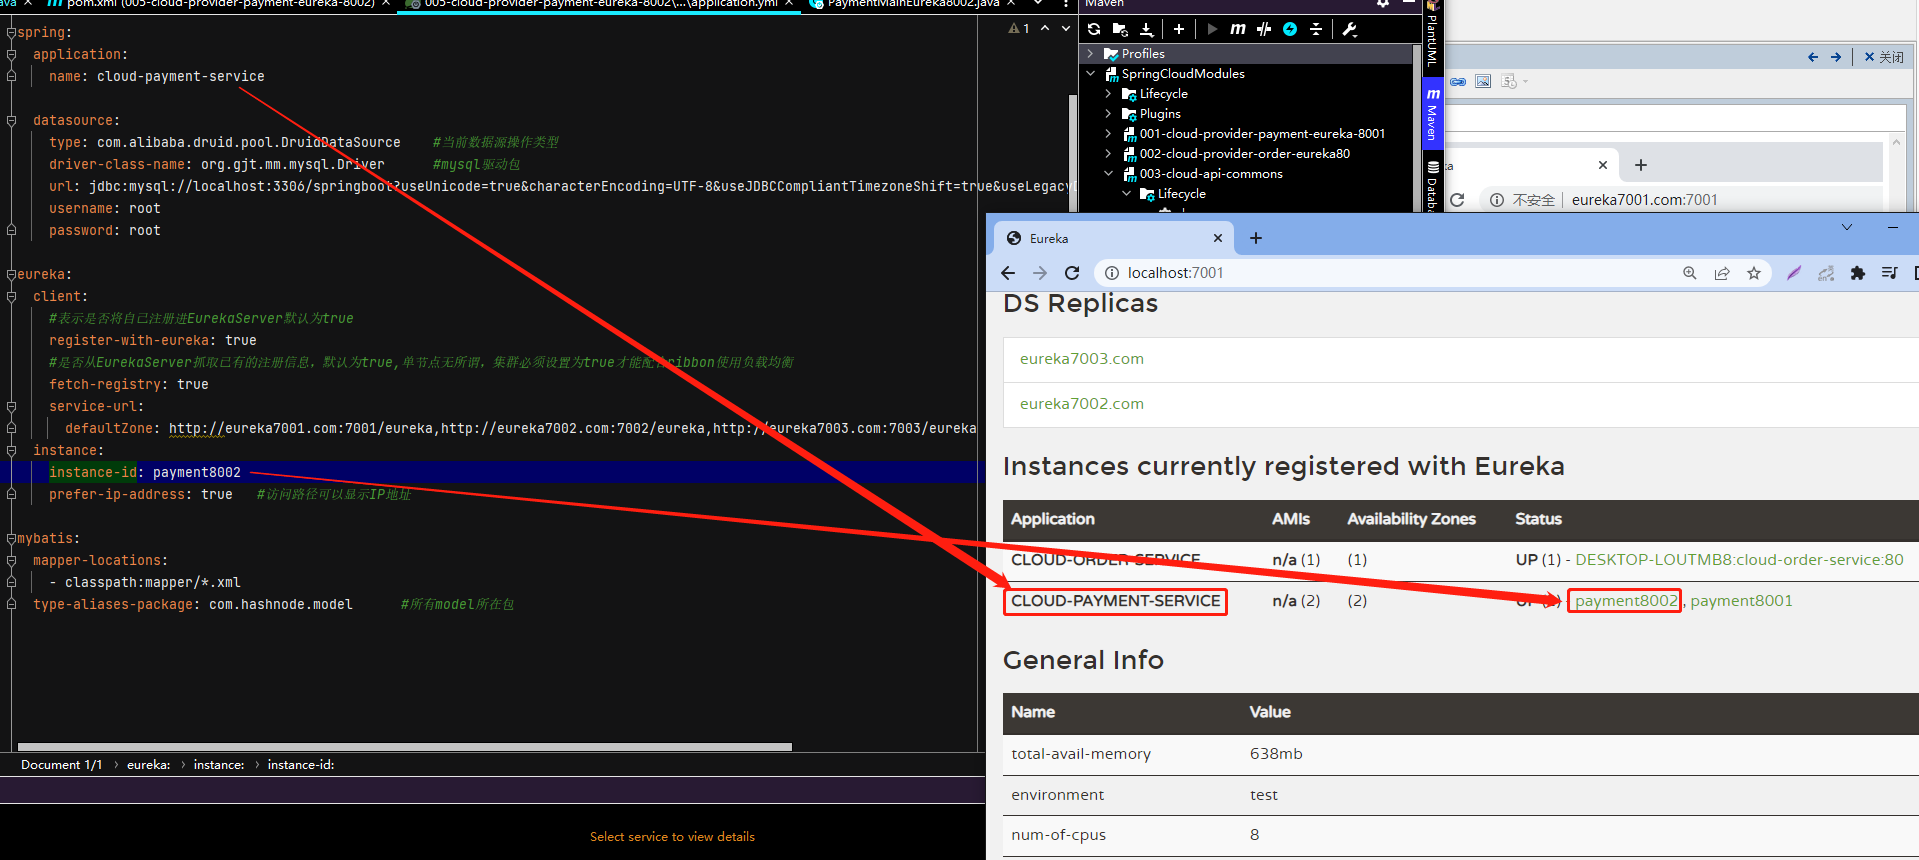 ava
pom.xml (005-cloud-provider-payment-eureka-8002)
005-cloud-provider-payment-eureka-8002\...\application.yml
PaymentMainEureka8002.java
spring:
application:
name: cloud-payment-service
datasource:
type: com.alibaba.druid.pool.DruidDataSource #当前数据源操作类型
driver-class-name: org.gjt.mm.mysql.Driver #mysql驱动包
url: jdbc:mysql://localhost:3306/springboot?useUnicode=true&characterEncoding=UTF-8&useJDBCCompliantTimezoneShift=true&useLegacyD
username: root
password: root
eureka:
client:
#表示是否将自己注册进EurekaServer默认为true
register-with-eureka: true
#是否从EurekaServer抓取已有的注册信息，默认为true,单节点无所谓，集群必须设置为true才能配合ribbon使用负载均衡
fetch-registry: true
service-url:
defaultZone: http://eureka7001.com:7001/eureka,http://eureka7002.com:7002/eureka,http://eureka7003.com:7003/eureka
instance:
instance-id: payment8002
prefer-ip-address: true #访问路径可以显示IP地址
mybatis:
mapper-locations:
- classpath:mapper/*.xml
type-aliases-package: com.hashnode.model #所有model所在包
Document 1/1 › eureka: › instance: › instance-id:
Select service to view details
1
Maven
Profiles
SpringCloudModules
Lifecycle
Plugins
001-cloud-provider-payment-eureka-8001
002-cloud-provider-order-eureka80
003-cloud-api-commons
Lifecycle
PlantUML
m Maven
Databa
关闭
ka
不安全 eureka7001.com:7001
Eureka
localhost:7001
DS Replicas
eureka7003.com
eureka7002.com
Instances currently registered with Eureka
Application AMIs Availability Zones Status
CLOUD-ORDER-SERVICE n/a (1) (1) UP (1) - DESKTOP-LOUTMB8:cloud-order-service:80
CLOUD-PAYMENT-SERVICE n/a (2) (2) UP (2) - payment8002 , payment8001
General Info
Name Value
total-avail-memory 638mb
environment test
num-of-cpus 8